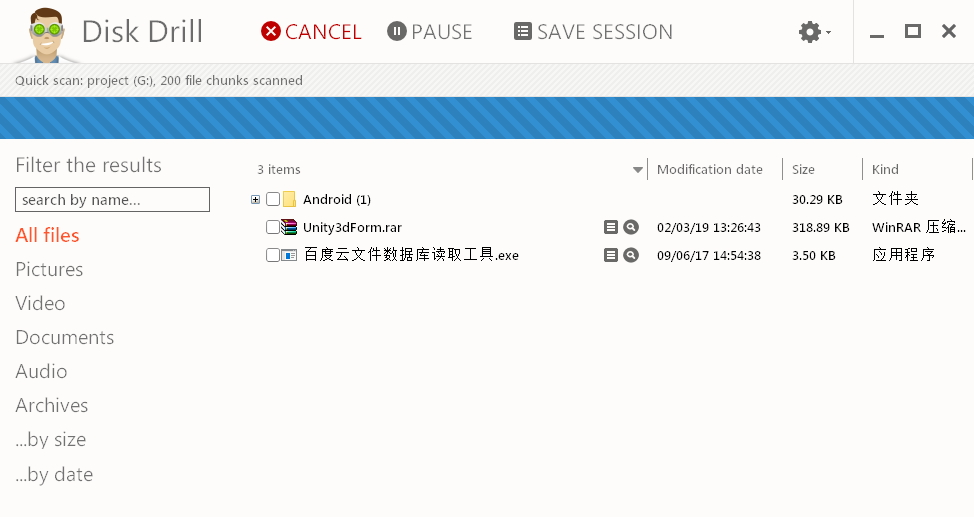 Disk Drill CANCEL PAUSE SAVE SESSION
Quick scan: project (G:), 200 file chunks scanned
Filter the results
search by name...
All files
Pictures
Video
Documents
Audio
Archives
...by size
...by date
3 items Modification date Size Kind
Android (1) 30.29 KB 文件夹
Unity3dForm.rar 02/03/19 13:26:43 318.89 KB WinRAR 压缩...
百度云文件数据库读取工具.exe 09/06/17 14:54:38 3.50 KB 应用程序